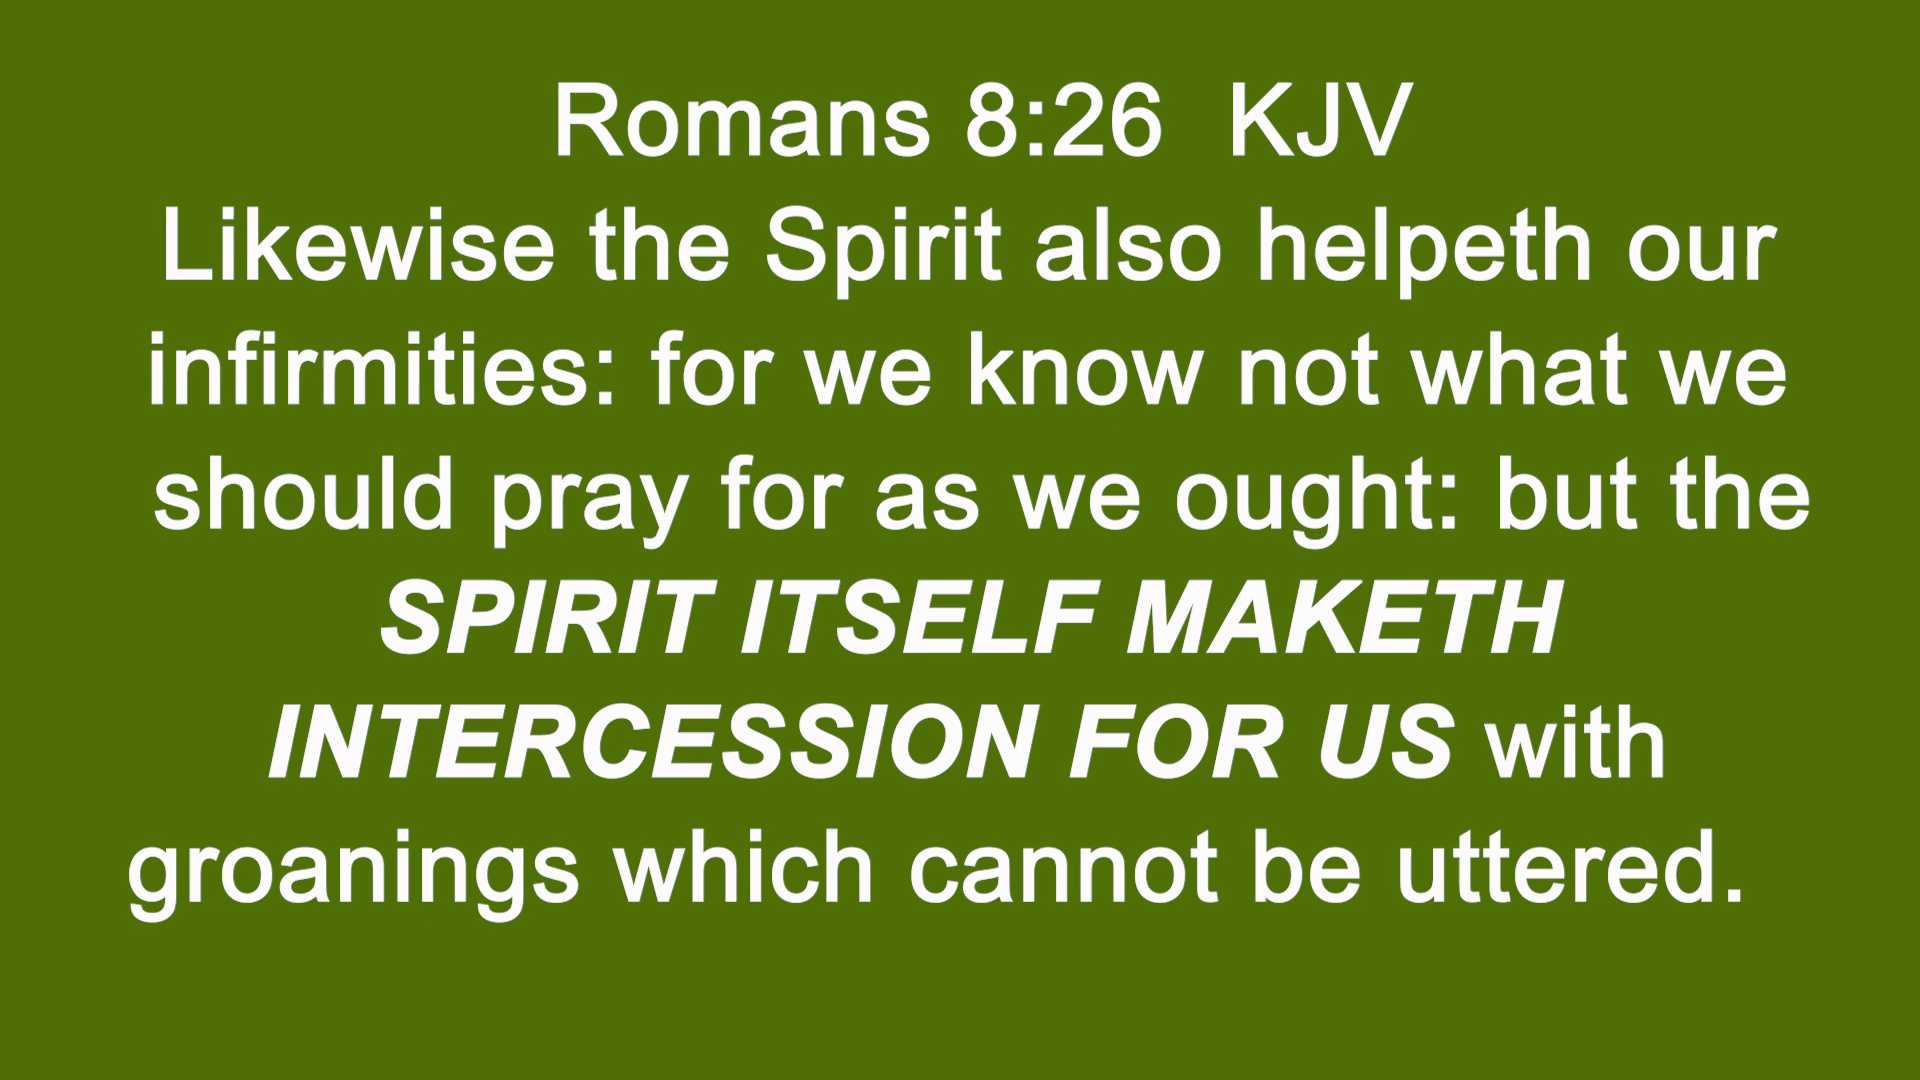 Romans 8:26  KJV
Likewise the Spirit also helpeth our
infirmities: for we know not what we
should pray for as we ought: but the
SPIRIT ITSELF MAKETH
INTERCESSION FOR US with
groanings which cannot be uttered.